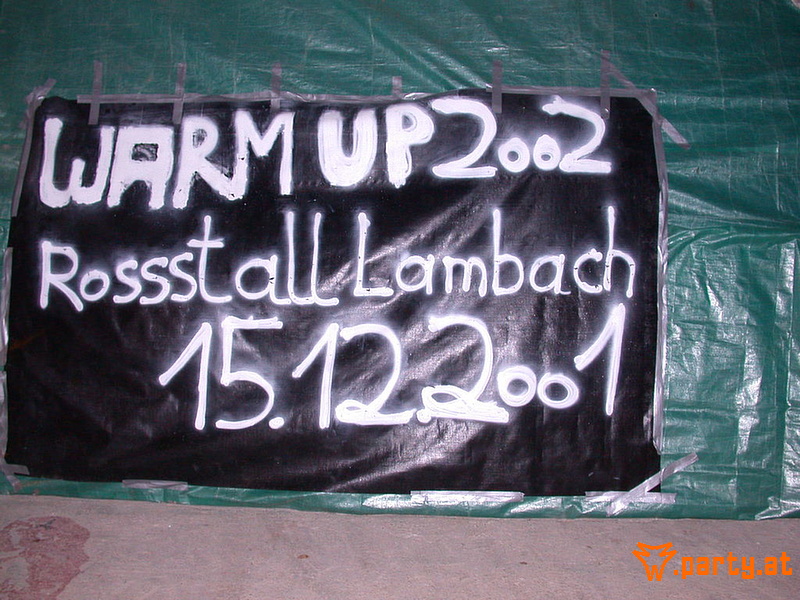 WARM UP 2002
Rossstall Lambach
15.12.2001
w.party.at